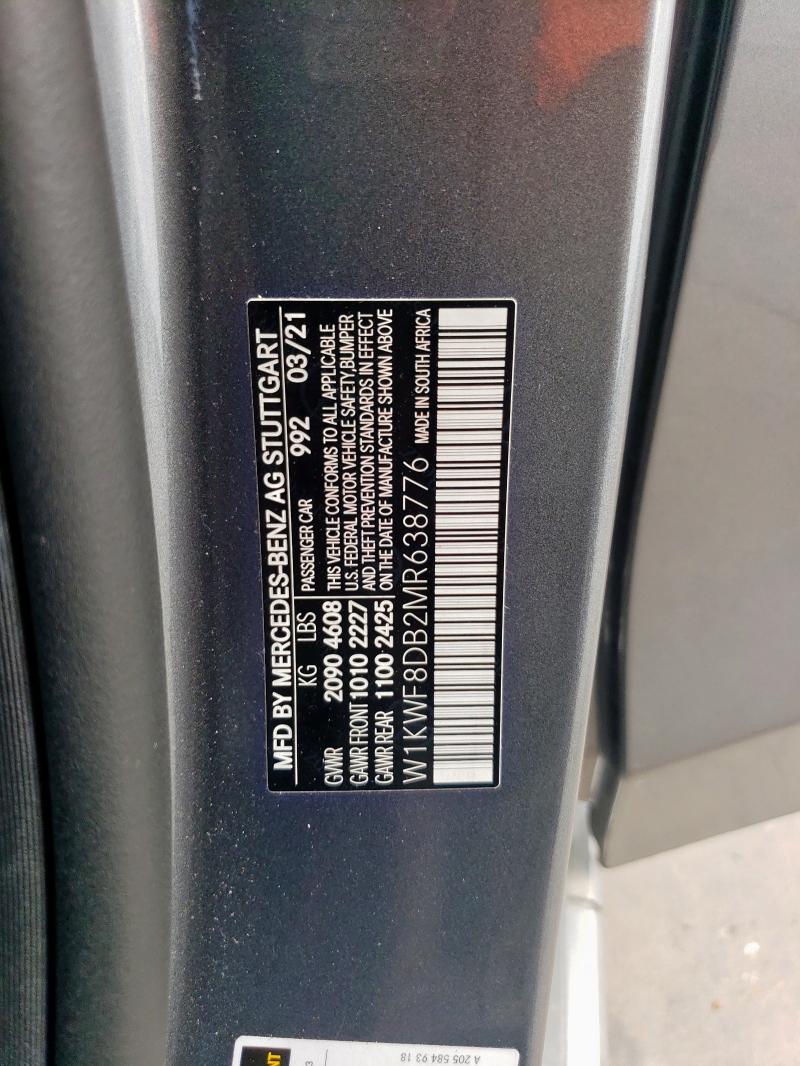 MFD BY MERCEDES-BENZ AG STUTTGART
KG LBS PASSENGER CAR 992 03/21
GVWR 2090 4608 THIS VEHICLE CONFORMS TO ALL APPLICABLE
GAWR FRONT 1010 2227 U.S. FEDERAL MOTOR VEHICLE SAFETY, BUMPER
GAWR REAR 1100 2425 AND THEFT PREVENTION STANDARDS IN EFFECT
ON THE DATE OF MANUFACTURE SHOWN ABOVE
W1KWF8DB2MR638776 MADE IN SOUTH AFRICA
A 205 584 93 18